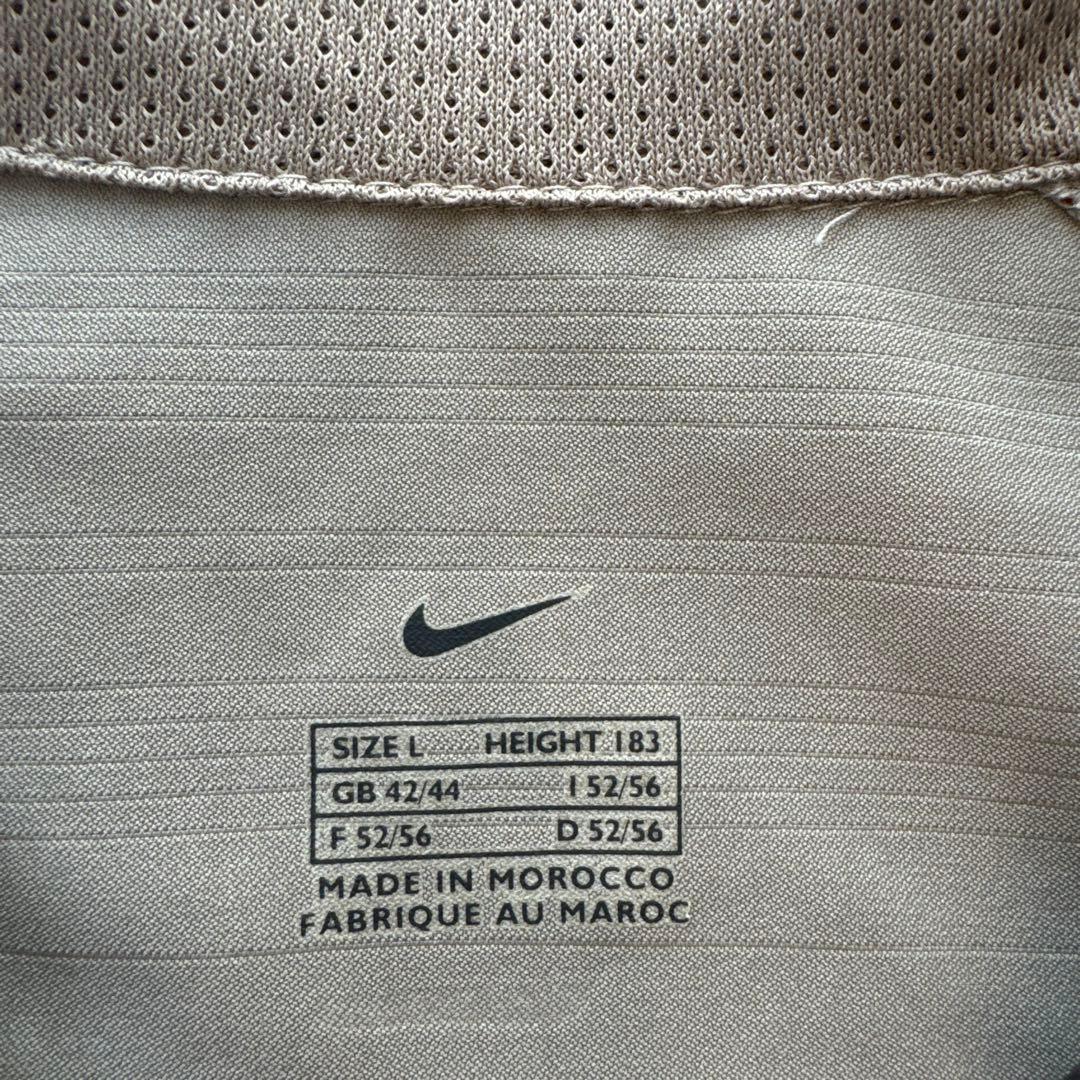 SIZE L HEIGHT 183
GB 42/44 I 52/56
F 52/56 D 52/56
MADE IN MOROCCO
FABRIQUE AU MAROC